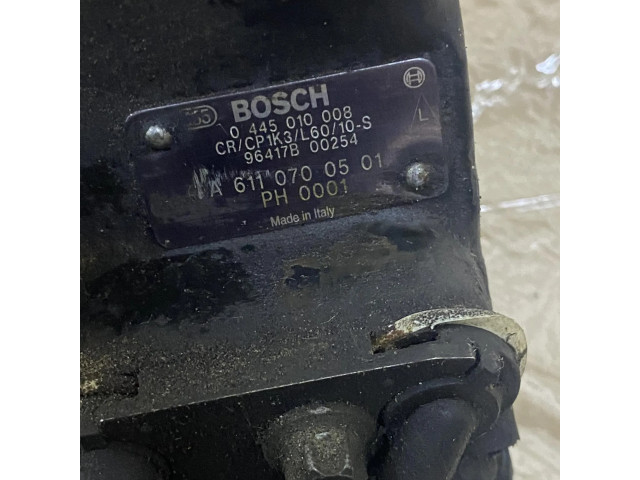 BOSCH
0 445 010 008
CR/CP1K3/L60/10-S
96417B 00254
A 611 070 05 01
PH 0001
Made in Italy
L